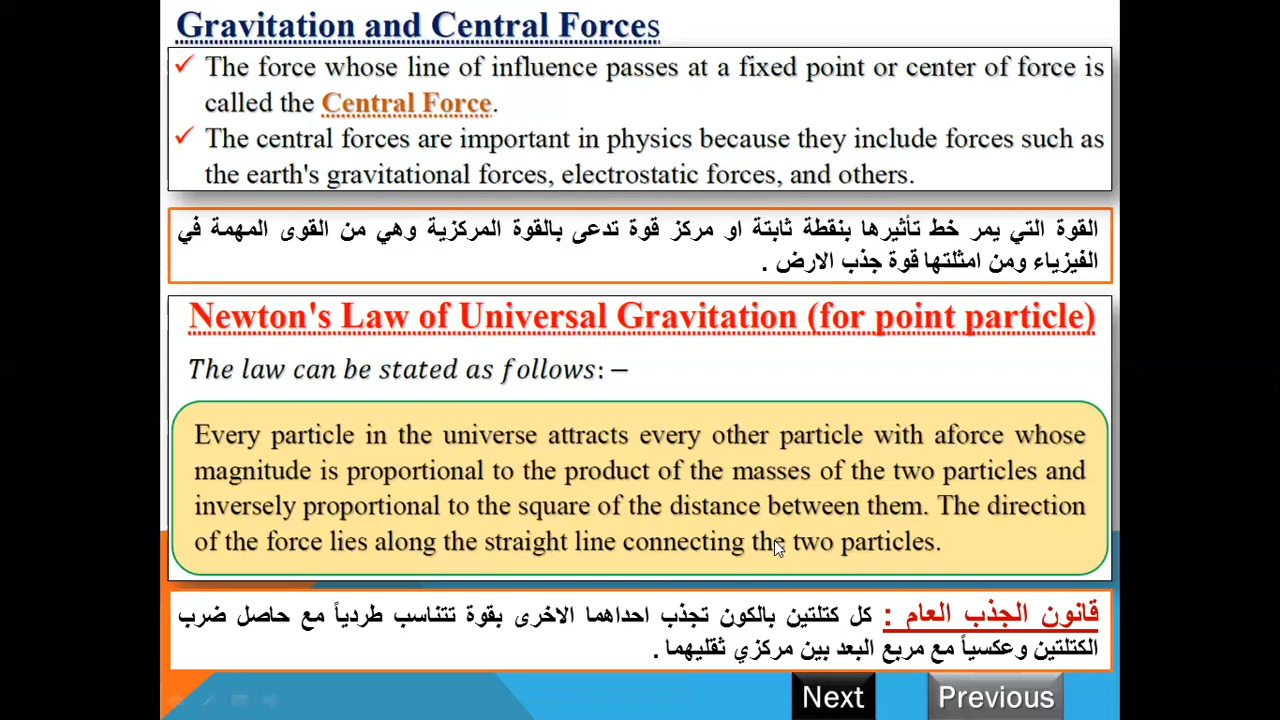 Gravitation and Central Forces
✓ The force whose line of influence passes at a fixed point or center of force is
called the Central Force.
✓ The central forces are important in physics because they include forces such as
the earth's gravitational forces, electrostatic forces, and others.
القوة التي يمر خط تأثيرها بنقطة ثابتة او مركز قوة تدعى بالقوة المركزية وهي من القوى المهمة في
الفيزياء ومن امثلتها قوة جذب الارض .
Newton's Law of Universal Gravitation (for point particle)
The law can be stated as follows: −
Every particle in the universe attracts every other particle with aforce whose
magnitude is proportional to the product of the masses of the two particles and
inversely proportional to the square of the distance between them. The direction
of the force lies along the straight line connecting the two particles.
قانون الجذب العام : كل كتلتين بالكون تجذب احداهما الاخرى بقوة تتناسب طردياً مع حاصل ضرب
الكتلتين وعكسياً مع مربع البعد بين مركزي ثقليهما .
Next
Previous